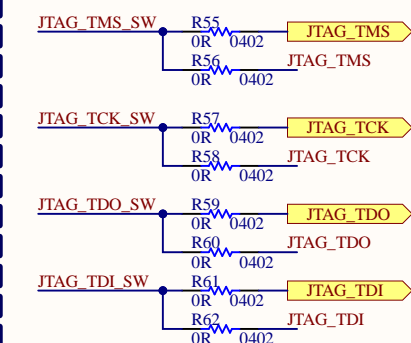 JTAG_TMS_SW R55 JTAG_TMS
0R 0402
R56 JTAG_TMS
0R 0402
JTAG_TCK_SW R57 JTAG_TCK
0R 0402
R58 JTAG_TCK
0R 0402
JTAG_TDO_SW R59 JTAG_TDO
0R 0402
R60 JTAG_TDO
0R 0402
JTAG_TDI_SW R61 JTAG_TDI
0R 0402
R62 JTAG_TDI
0R 0402